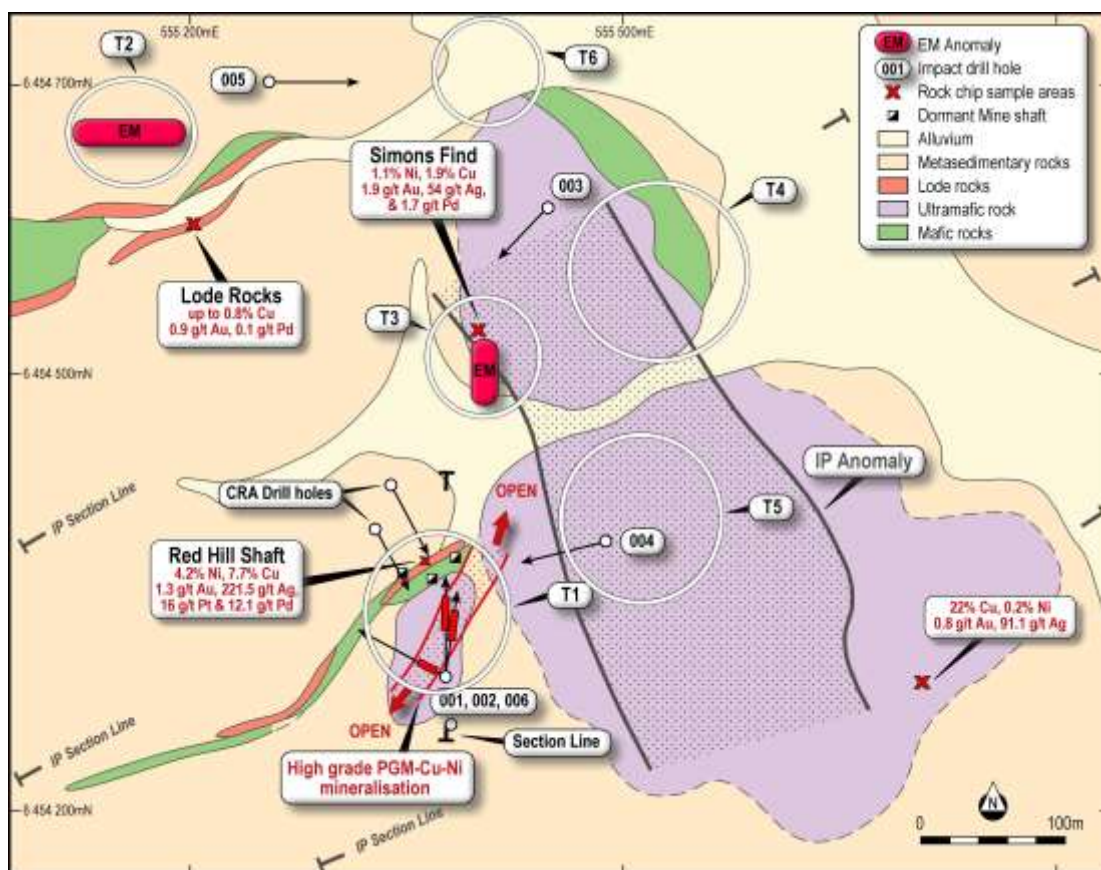 555 200mE
555 500mE
T2
T6
005
6 454 700mN
EM
EM Anomaly
001 Impact drill hole
Rock chip sample areas
Dormant Mine shaft
Alluvium
Metasedimentary rocks
Lode rocks
Ultramafic rock
Mafic rocks
EM
Simons Find
1.1% Ni, 1.9% Cu
1.9 g/t Au, 54 g/t Ag,
& 1.7 g/t Pd
003
T4
Lode Rocks
up to 0.8% Cu
0.9 g/t Au, 0.1 g/t Pd
T3
6 454 500mN
EM
IP Anomaly
CRA Drill holes
OPEN
T5
IP Section Line
004
Red Hill Shaft
4.2% Ni, 7.7% Cu
1.3 g/t Au, 221.5 g/t Ag,
16 g/t Pt & 12.1 g/t Pd
T1
22% Cu, 0.2% Ni
0.8 g/t Au, 91.1 g/t Ag
001, 002, 006
OPEN
Section Line
IP Section Line
High grade PGM-Cu-Ni
mineralisation
6 454 200mN
IP Section Line
N
0 100m